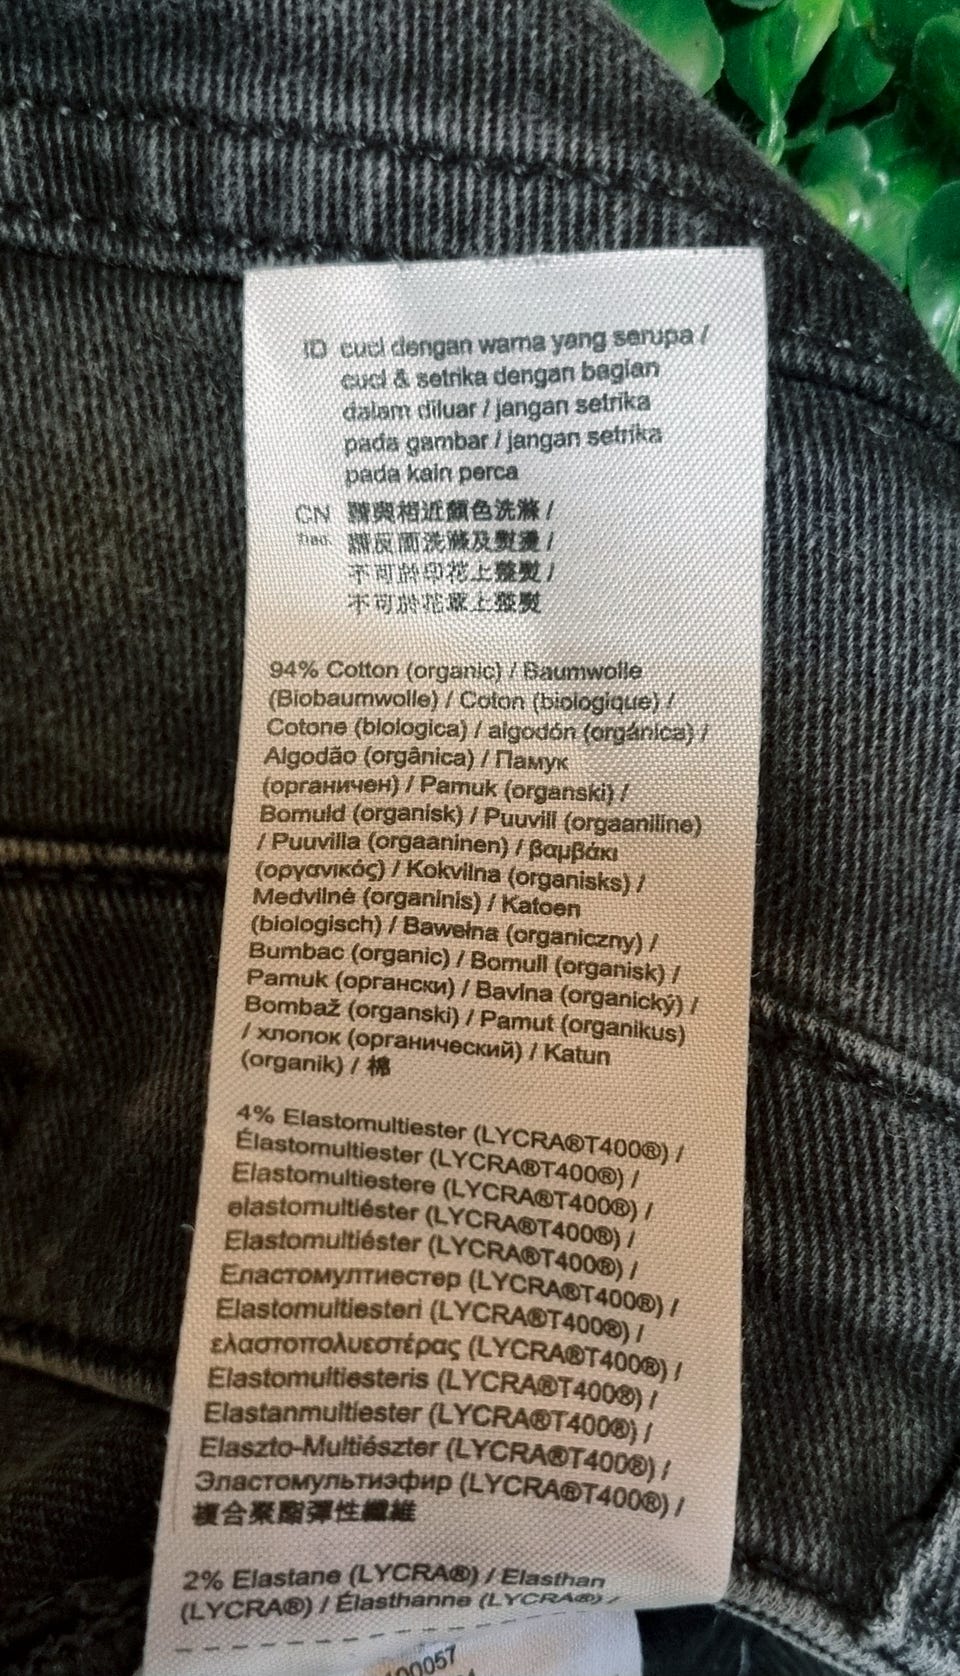 ID cuci dengan warna yang serupa /
cuci & setrika dengan bagian
dalam diluar / jangan setrika
pada gambar / jangan setrika
pada kain perca
CN 請與相近顏色洗滌 /
trad. 請反面洗滌及熨燙 /
不可於印花上整熨 /
不可於花章上整熨
94% Cotton (organic) / Baumwolle
(Biobaumwolle) / Coton (biologique) /
Cotone (biologica) / algodón (orgánica) /
Algodão (orgânica) / Памук
(органичен) / Pamuk (organski) /
Bomuld (organisk) / Puuvill (orgaaniline)
/ Puuvilla (orgaaninen) / βαμβάκι
(οργανικός) / Kokvilna (organisks) /
Medvilnė (organinis) / Katoen
(biologisch) / Bawełna (organiczny) /
Bumbac (organic) / Bomull (organisk) /
Pamuk (органски) / Bavlna (organický) /
Bombaž (organski) / Pamut (organikus)
/ хлопок (органический) / Katun
(organik) / 棉
4% Elastomultiester (LYCRA®T400®) /
Élastomultiester (LYCRA®T400®) /
Elastomultiestere (LYCRA®T400®) /
elastomultiéster (LYCRA®T400®) /
Elastomultiéster (LYCRA®T400®) /
Еластомултиестер (LYCRA®T400®) /
Elastomultiesteri (LYCRA®T400®) /
ελαστοπολυεστέρας (LYCRA®T400®) /
Elastomultiesteris (LYCRA®T400®) /
Elastanmultiester (LYCRA®T400®) /
Elaszto-Multiészter (LYCRA®T400®) /
Эластомультиэфир (LYCRA®T400®) /
複合聚酯彈性纖維
2% Elastane (LYCRA®) / Elasthan
(LYCRA®) / Élasthanne (LYCRA®) /